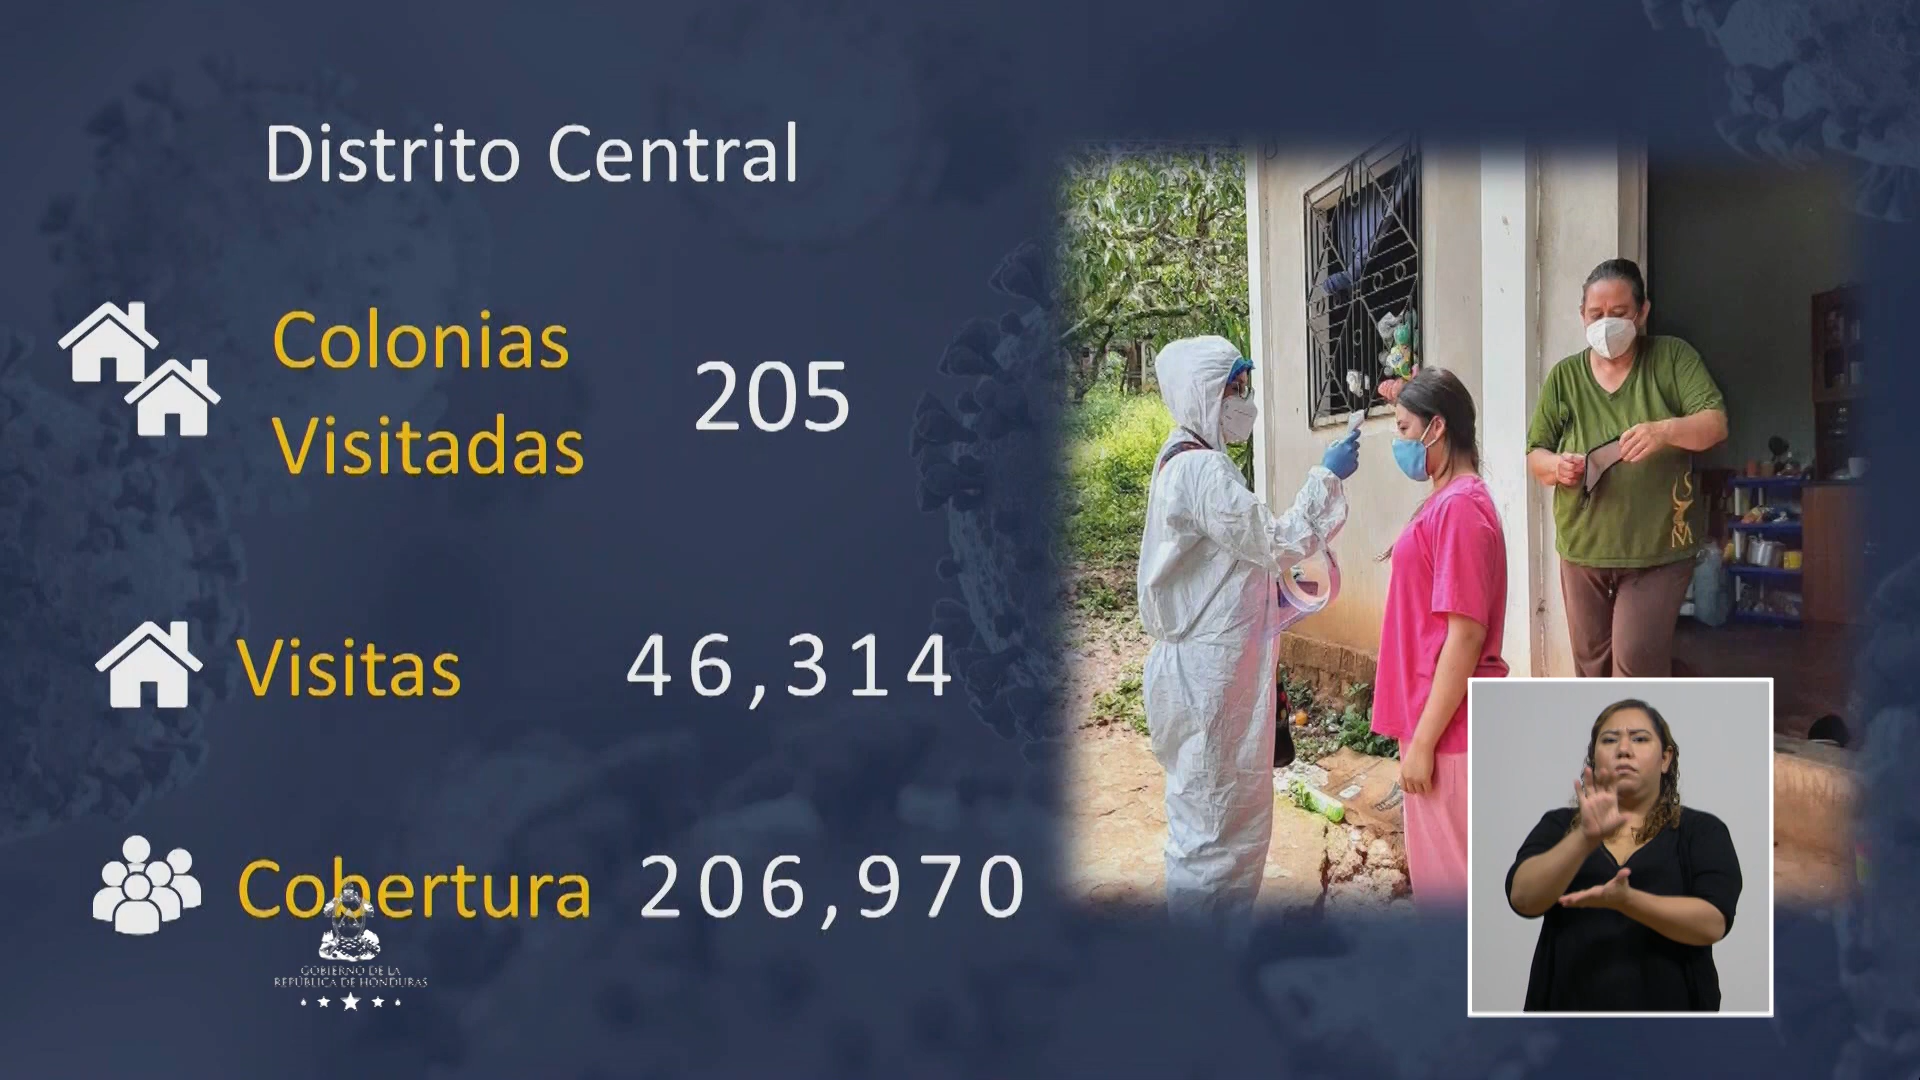 Distrito Central
Colonias
Visitadas
205
Visitas
46,314
Cobertura
206,970
GOBIERNO DE LA
REPÚBLICA DE HONDURAS